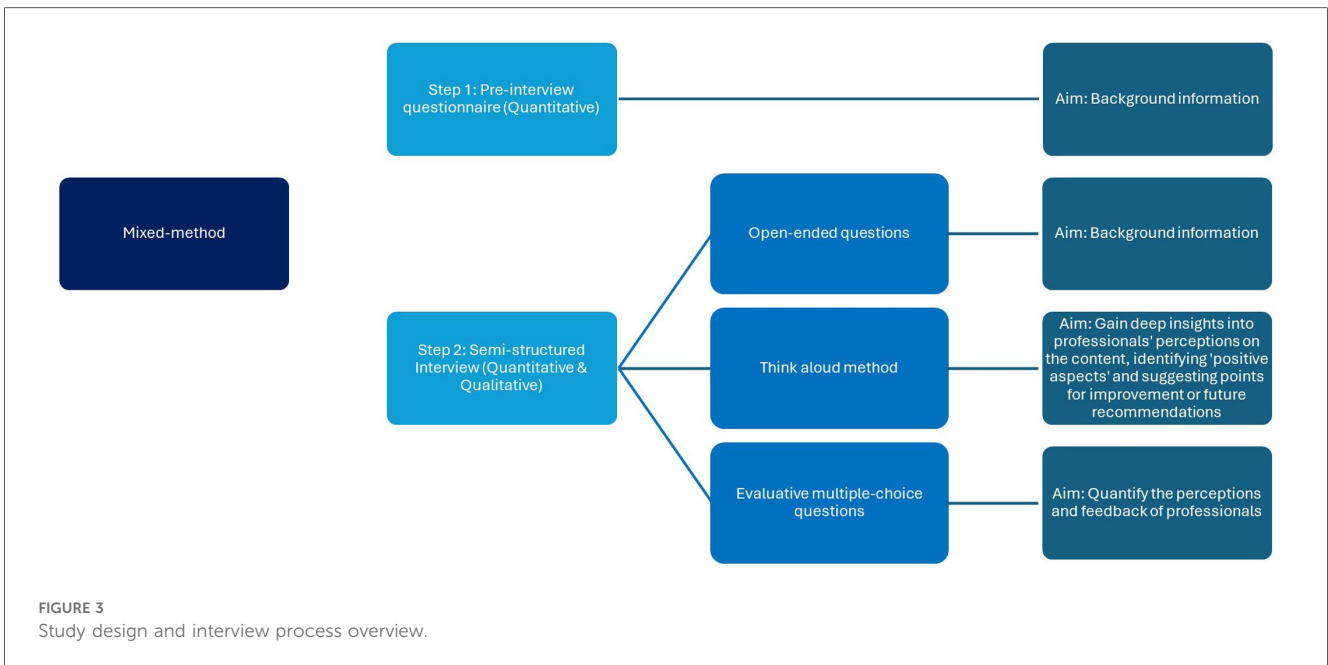 Step 1: Pre-interview
questionnaire (Quantitative)
Aim: Background information
Mixed-method
Open-ended questions
Aim: Background information
Step 2: Semi-structured
Interview (Quantitative &
Qualitative)
Think aloud method
Aim: Gain deep insights into
professionals' perceptions on
the content, identifying 'positive
aspects' and suggesting points
for improvement or future
recommendations
Evaluative multiple-choice
questions
Aim: Quantify the perceptions
and feedback of professionals
FIGURE 3
Study design and interview process overview.